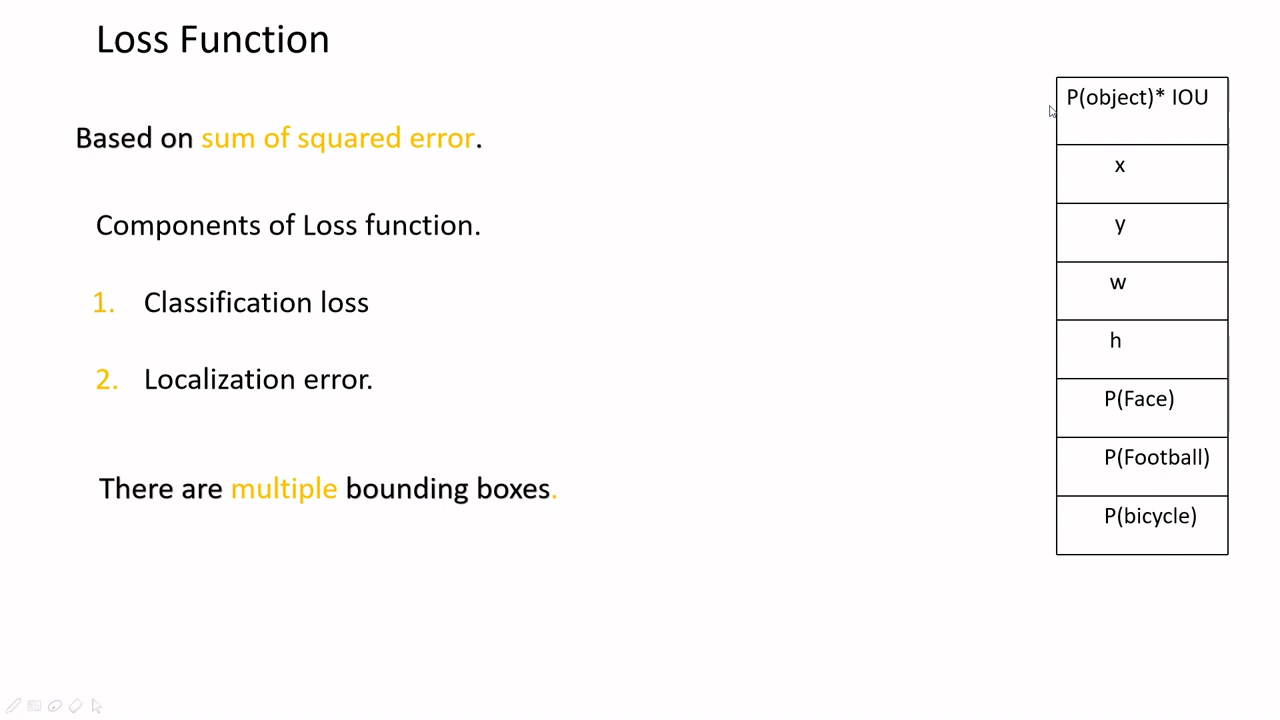 Loss Function
Based on sum of squared error.
Components of Loss function.
1. Classification loss
2. Localization error.
There are multiple bounding boxes.
P(object)* IOU
x
y
w
h
P(Face)
P(Football)
P(bicycle)